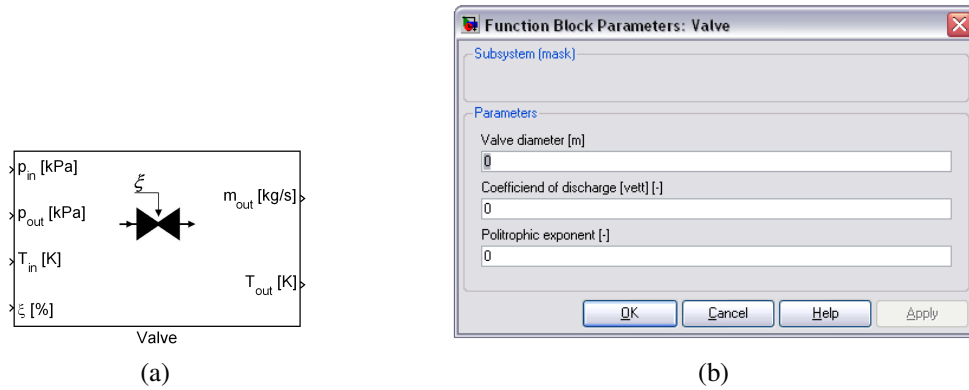 p_in [kPa]
p_out [kPa]
T_in [K]
ξ [%]
ξ
m_out [kg/s]
T_out [K]
Valve
(a)
Function Block Parameters: Valve
Subsystem (mask)
Parameters
Valve diameter [m]
0
Coefficiend of discharge [vett] [-]
0
Politrophic exponent [-]
0
OK Cancel Help Apply
(b)